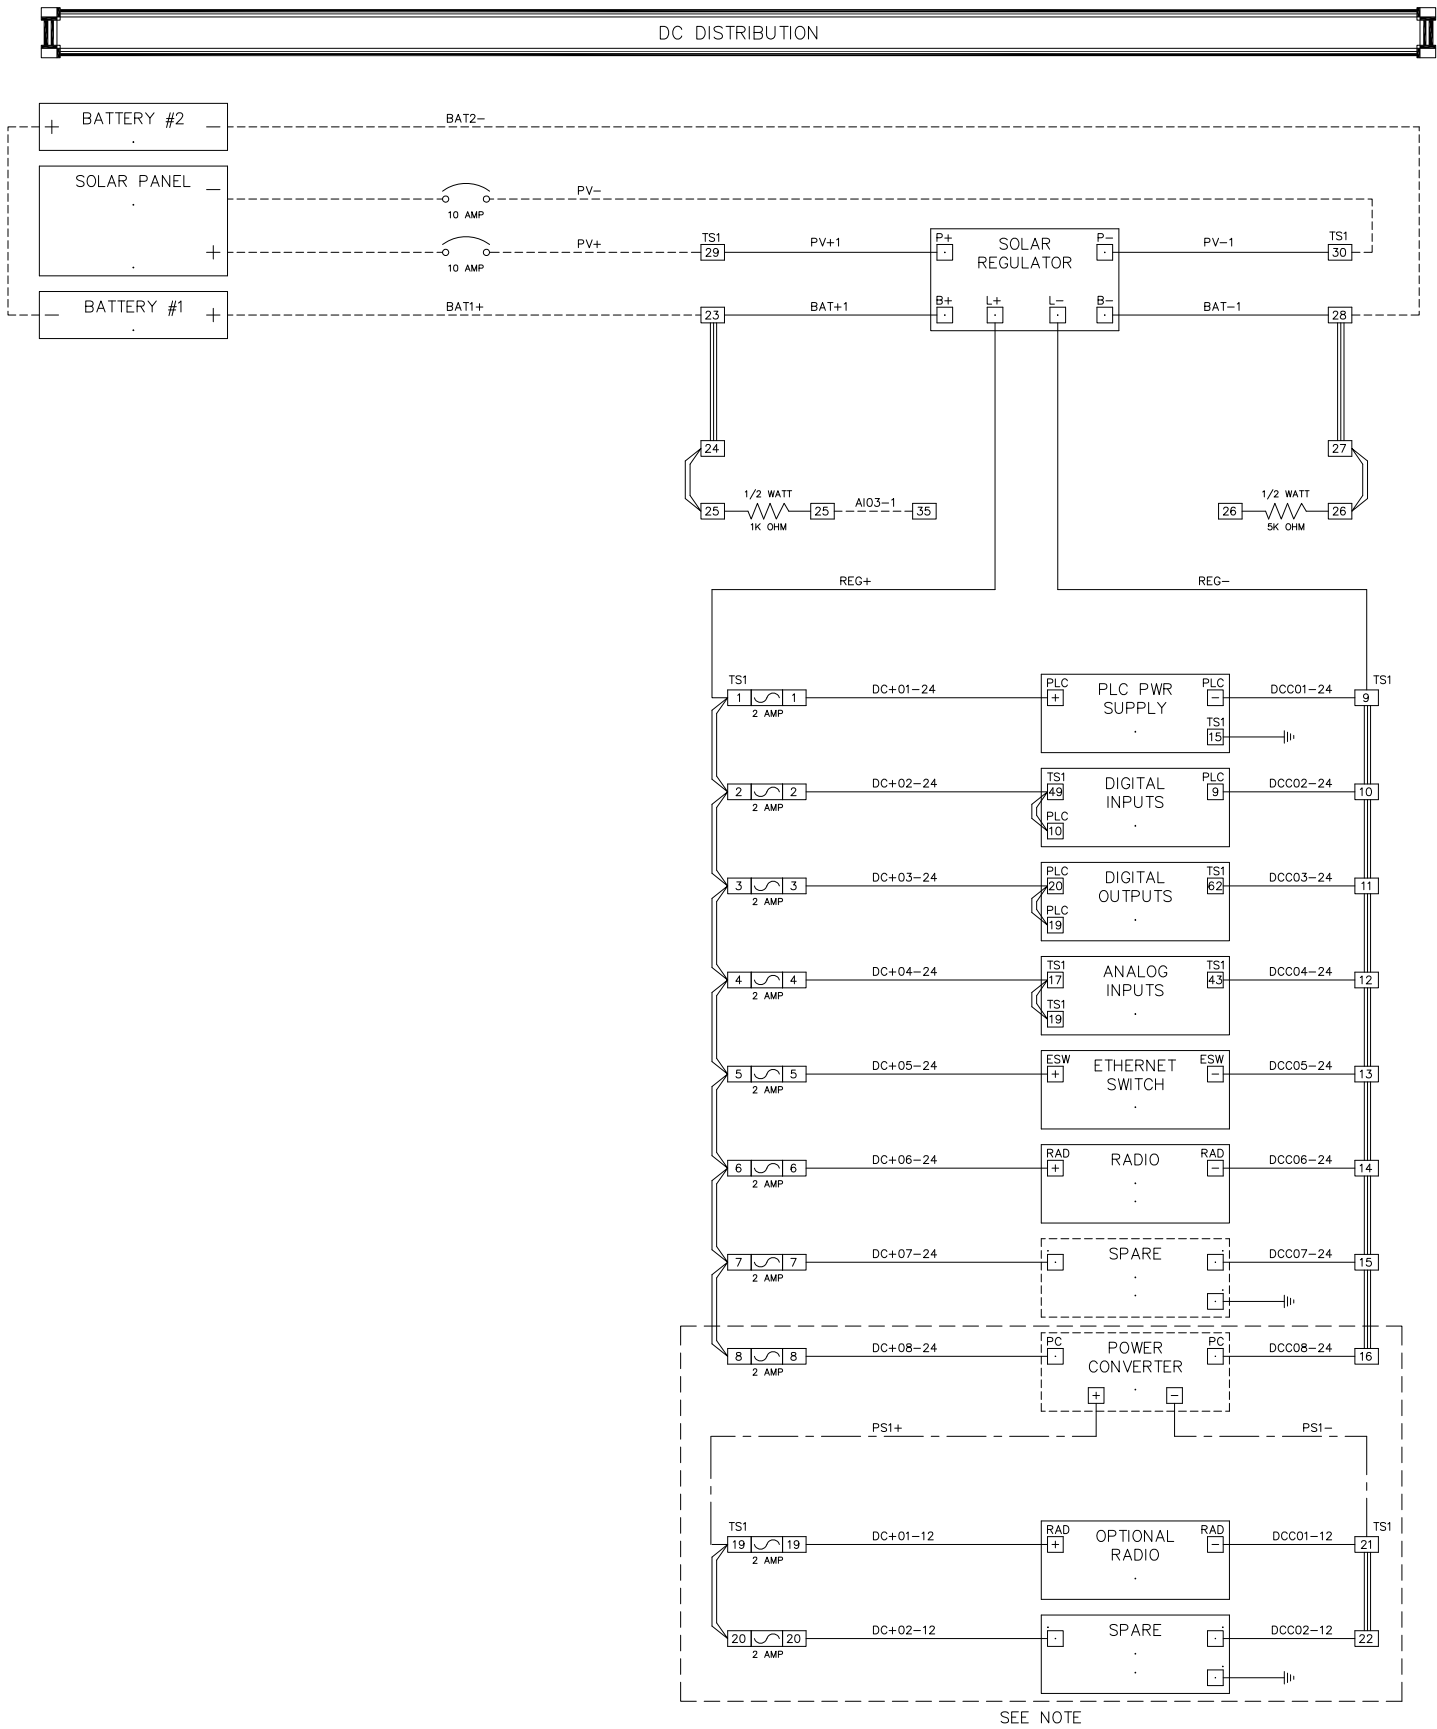 DC DISTRIBUTION
BATTERY #2
+ −
BAT2−
SOLAR PANEL
−
+
10 AMP
PV−
10 AMP
PV+
TS1
29
PV+1
P+
SOLAR
REGULATOR
P−
PV−1
TS1
30
BATTERY #1
− +
BAT1+
23
BAT+1
B+
L+
L−
B−
BAT−1
28
24
27
25
1/2 WATT
1K OHM
25
AI03−1
35
26
1/2 WATT
5K OHM
26
REG+
REG−
TS1
1 1
2 AMP
DC+01−24
PLC
+
PLC PWR
SUPPLY
PLC
−
TS1
15
DCC01−24
TS1
9
2 2
2 AMP
DC+02−24
TS1
49
PLC
10
DIGITAL
INPUTS
PLC
9
DCC02−24
10
3 3
2 AMP
DC+03−24
PLC
20
PLC
19
DIGITAL
OUTPUTS
TS1
62
DCC03−24
11
4 4
2 AMP
DC+04−24
TS1
17
TS1
19
ANALOG
INPUTS
TS1
43
DCC04−24
12
5 5
2 AMP
DC+05−24
ESW
+
ETHERNET
SWITCH
ESW
−
DCC05−24
13
6 6
2 AMP
DC+06−24
RAD
+
RADIO
RAD
−
DCC06−24
14
7 7
2 AMP
DC+07−24
SPARE
DCC07−24
15
8 8
2 AMP
DC+08−24
PC
POWER
CONVERTER
PC
+ −
DCC08−24
16
PS1+
PS1−
TS1
19 19
2 AMP
DC+01−12
RAD
+
OPTIONAL
RADIO
RAD
−
DCC01−12
TS1
21
20 20
2 AMP
DC+02−12
SPARE
DCC02−12
22
SEE NOTE